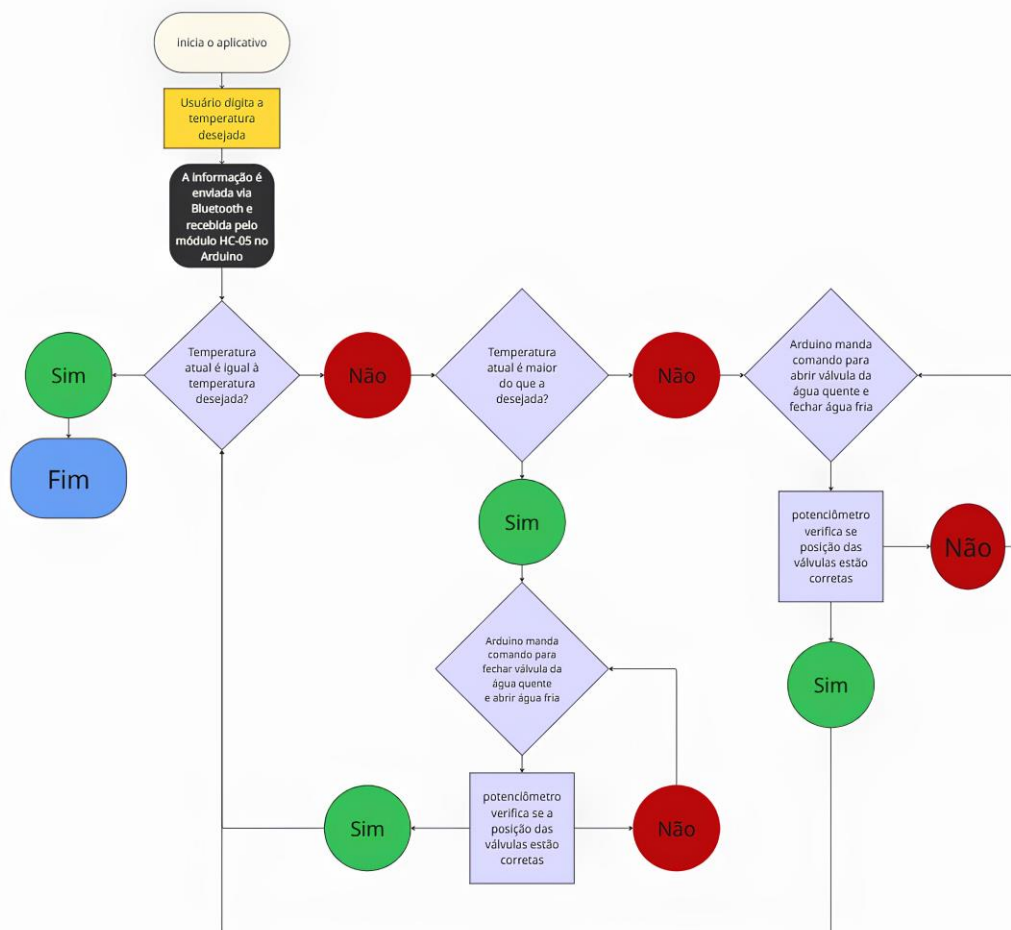 inicia o aplicativo
Usuário digita a
temperatura
desejada
A informação é
enviada via
Bluetooth e
recebida pelo
módulo HC-05 no
Arduino
Sim
Temperatura
atual é igual à
temperatura
desejada?
Não
Temperatura
atual é maior
do que a
desejada?
Não
Arduino manda
comando para
abrir válvula da
água quente e
fechar água fria
Fim
Sim
potenciômetro
verifica se
posição das
válvulas estão
corretas
Não
Arduino manda
comando para
fechar válvula da
água quente
e abrir água fria
Sim
Sim
potenciômetro
verifica se a
posição das
válvulas estão
corretas
Não